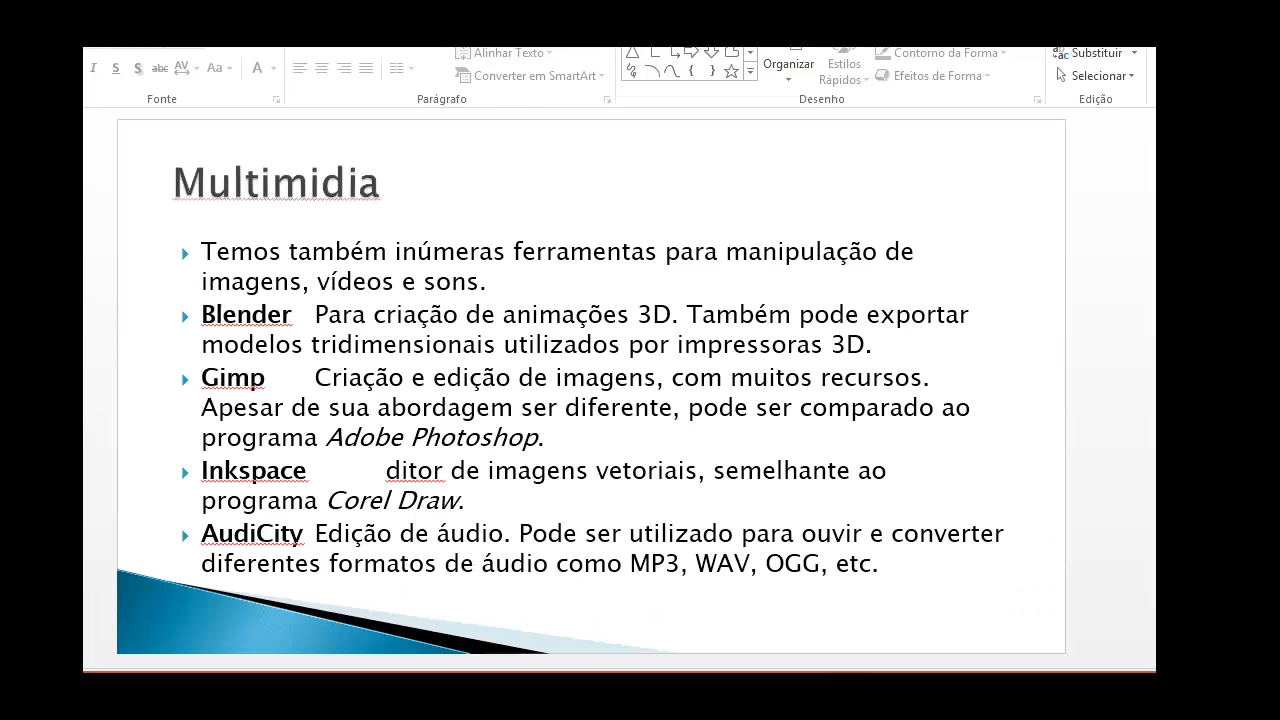 Alinhar Texto
Substituir
Contorno da Forma
I S S abc AV Aa A
Converter em SmartArt
{ }
Organizar
Estilos
Rápidos
Efeitos de Forma
Selecionar
Fonte
Parágrafo
Desenho
Edição
Multimidia
Temos também inúmeras ferramentas para manipulação de
imagens, vídeos e sons.
Blender Para criação de animações 3D. Também pode exportar
modelos tridimensionais utilizados por impressoras 3D.
Gimp Criação e edição de imagens, com muitos recursos.
Apesar de sua abordagem ser diferente, pode ser comparado ao
programa Adobe Photoshop.
Inkspace ditor de imagens vetoriais, semelhante ao
programa Corel Draw.
AudiCity Edição de áudio. Pode ser utilizado para ouvir e converter
diferentes formatos de áudio como MP3, WAV, OGG, etc.